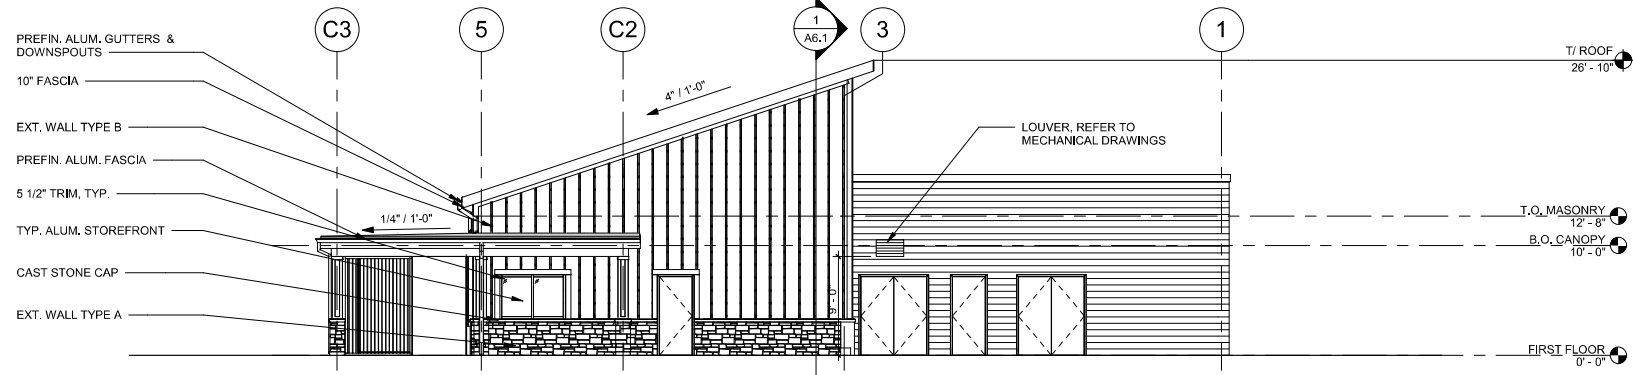 C3
5
C2
1
A6.1
3
1
PREFIN. ALUM. GUTTERS &
DOWNSPOUTS
10" FASCIA
EXT. WALL TYPE B
PREFIN. ALUM. FASCIA
5 1/2" TRIM, TYP.
TYP. ALUM. STOREFRONT
CAST STONE CAP
EXT. WALL TYPE A
4" / 1'-0"
1/4" / 1'-0"
LOUVER, REFER TO
MECHANICAL DRAWINGS
9' - 0"
T/ ROOF
26' - 10"
T.O. MASONRY
12' - 8"
B.O. CANOPY
10' - 0"
FIRST FLOOR
0' - 0"